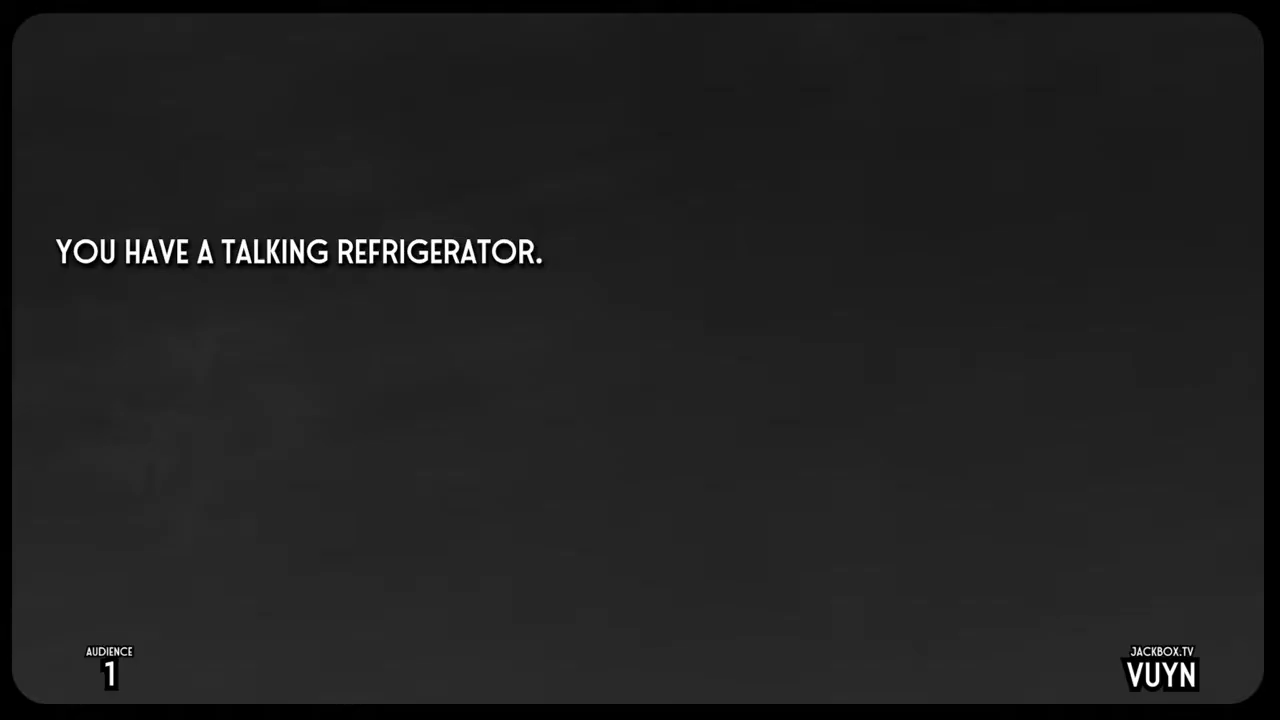 YOU HAVE A TALKING REFRIGERATOR.
AUDIENCE
1
JACKBOX.TV
VUYN